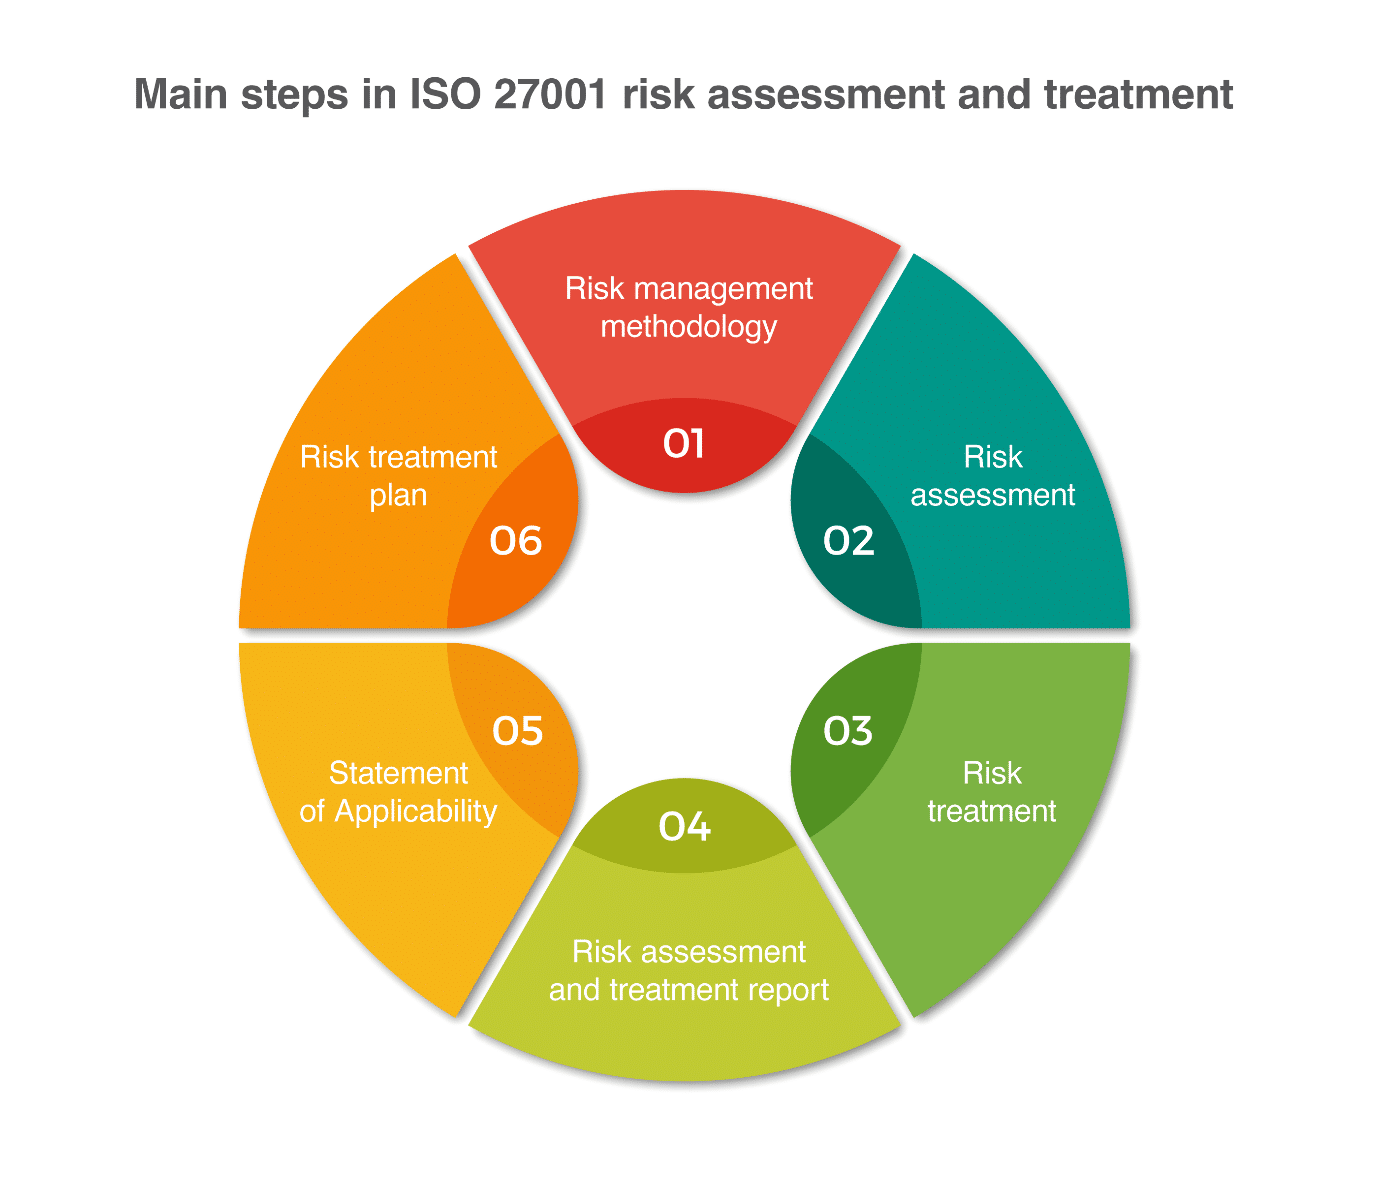 Main steps in ISO 27001 risk assessment and treatment
Risk management
methodology
01
Risk
assessment
02
Risk
treatment
03
Risk assessment
and treatment report
04
Statement
of Applicability
05
Risk treatment
plan
06